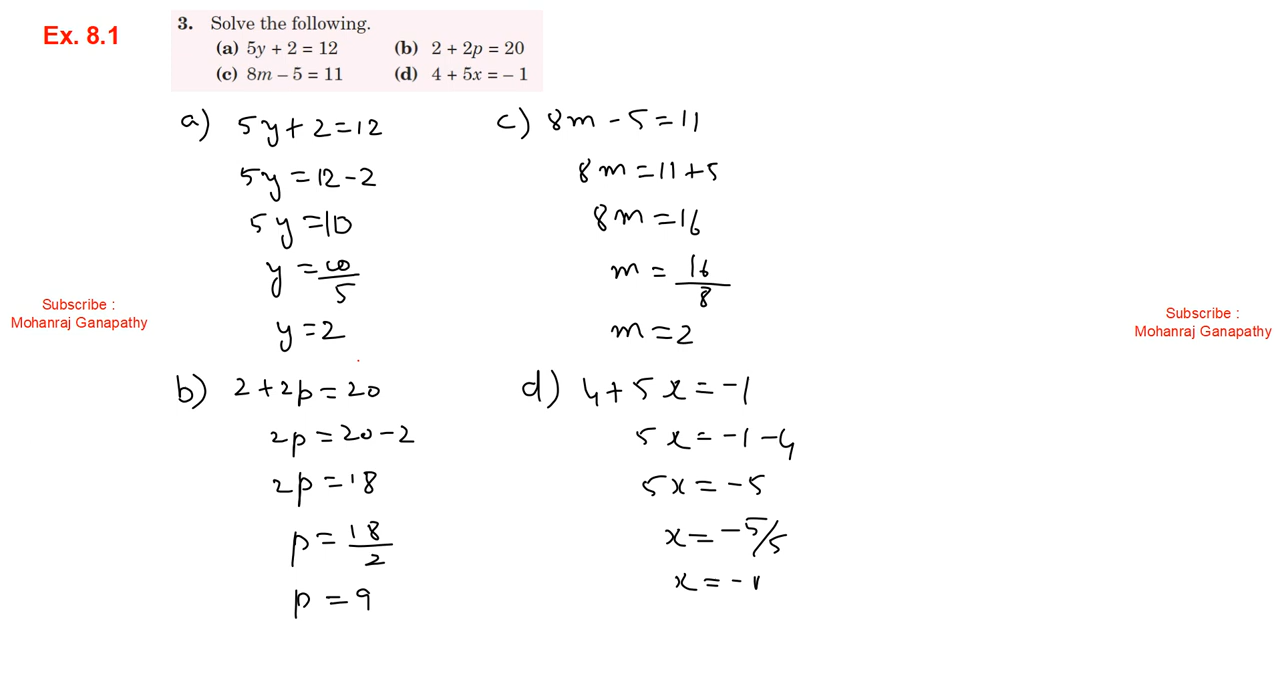 Ex. 8.1
3. Solve the following.
(a) 5y + 2 = 12 (b) 2 + 2p = 20
(c) 8m – 5 = 11 (d) 4 + 5x = – 1
a) 5y + 2 = 12
5y = 12 - 2
5y = 10
y = 10/5
y = 2
b) 2 + 2p = 20
2p = 20 - 2
2p = 18
p = 18/2
p = 9
c) 8m - 5 = 11
8m = 11 + 5
8m = 16
m = 16/8
m = 2
d) 4 + 5x = -1
5x = -1 - 4
5x = -5
x = -5/5
x = -1
Subscribe :
Mohanraj Ganapathy
Subscribe :
Mohanraj Ganapathy